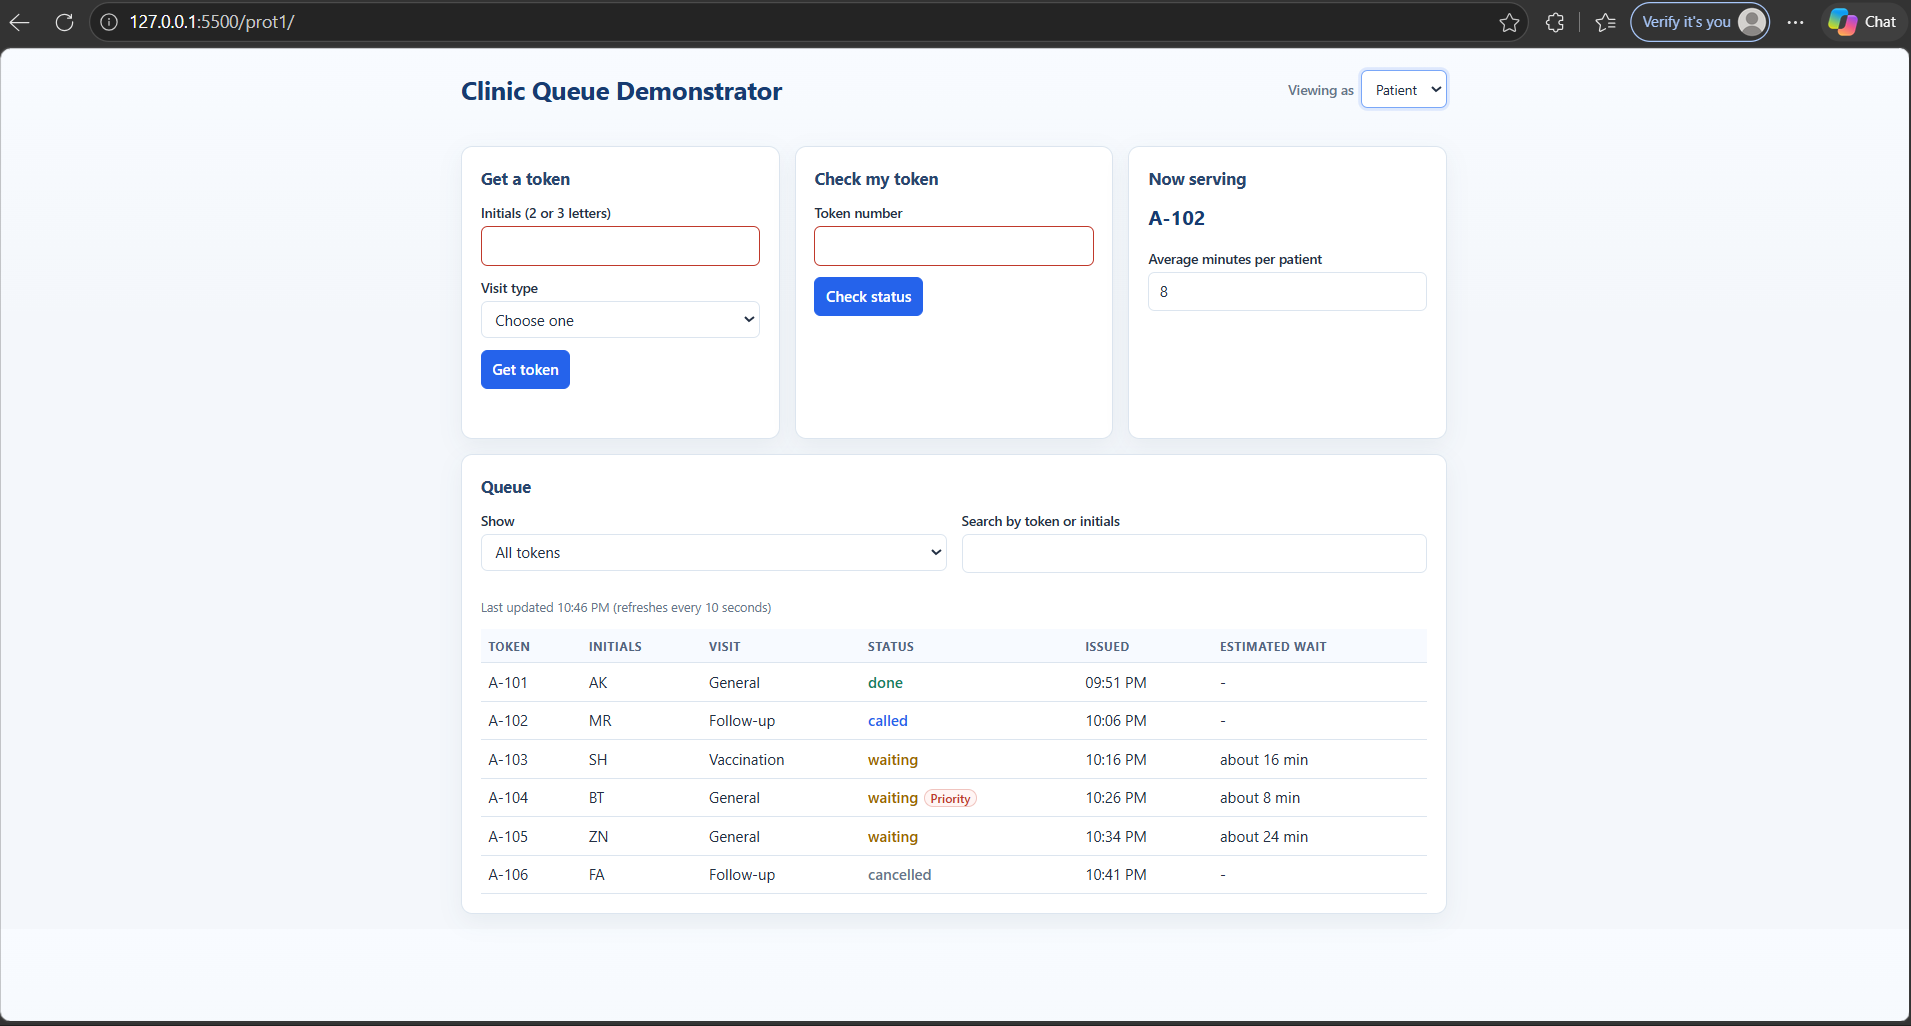 127.0.0.1:5500/prot1/
Verify it's you
Chat
Clinic Queue Demonstrator
Viewing as
Patient
Get a token
Initials (2 or 3 letters)
Visit type
Choose one
Get token
Check my token
Token number
Check status
Now serving
A-102
Average minutes per patient
8
Queue
Show
All tokens
Search by token or initials
Last updated 10:46 PM (refreshes every 10 seconds)
TOKEN INITIALS VISIT STATUS ISSUED ESTIMATED WAIT
A-101 AK General done 09:51 PM -
A-102 MR Follow-up called 10:06 PM -
A-103 SH Vaccination waiting 10:16 PM about 16 min
A-104 BT General waiting Priority 10:26 PM about 8 min
A-105 ZN General waiting 10:34 PM about 24 min
A-106 FA Follow-up cancelled 10:41 PM -